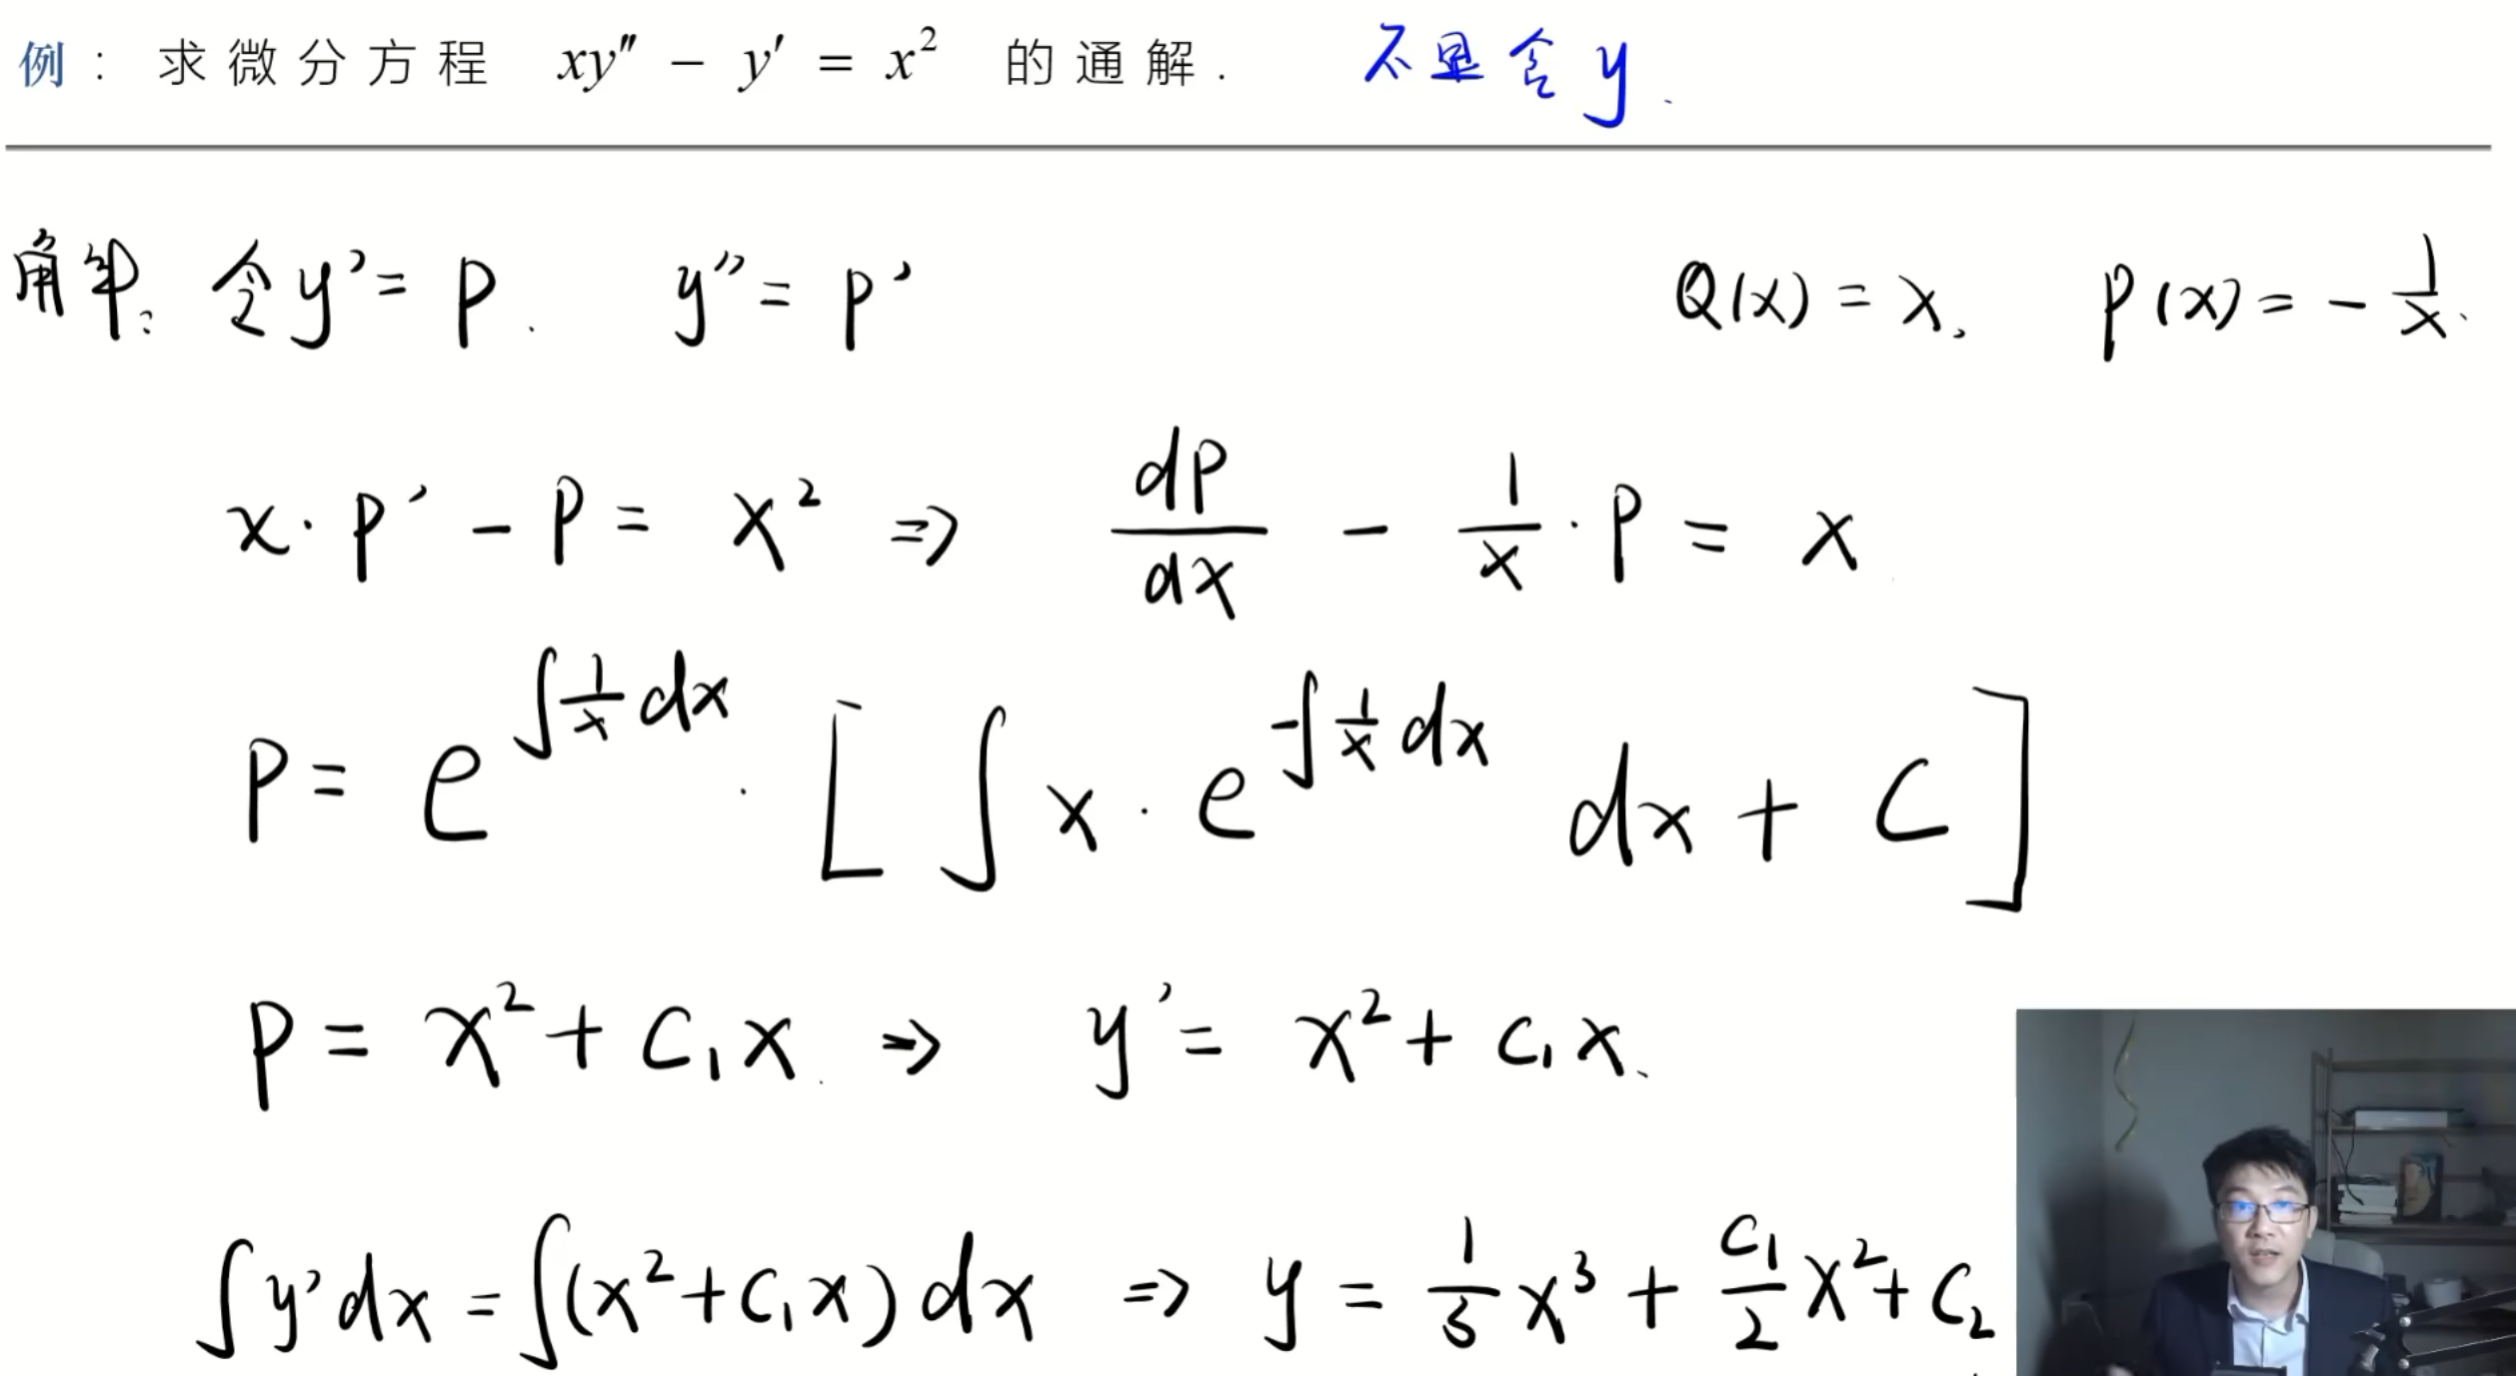 例：求微分方程 xy″ − y′ = x² 的通解． 不显含 y.
解: 令 y' = P. y'' = P' Q(x) = x, P(x) = -1/x.
x·P' - P = x² ⇒ dP/dx - 1/x·P = x
P = e^{∫1/x dx}·[∫x·e^{-∫1/x dx} dx + C]
P = x² + C₁x. ⇒ y' = x² + C₁x.
∫y'dx = ∫(x² + C₁x)dx ⇒ y = 1/3 x³ + C₁/2 x² + C₂